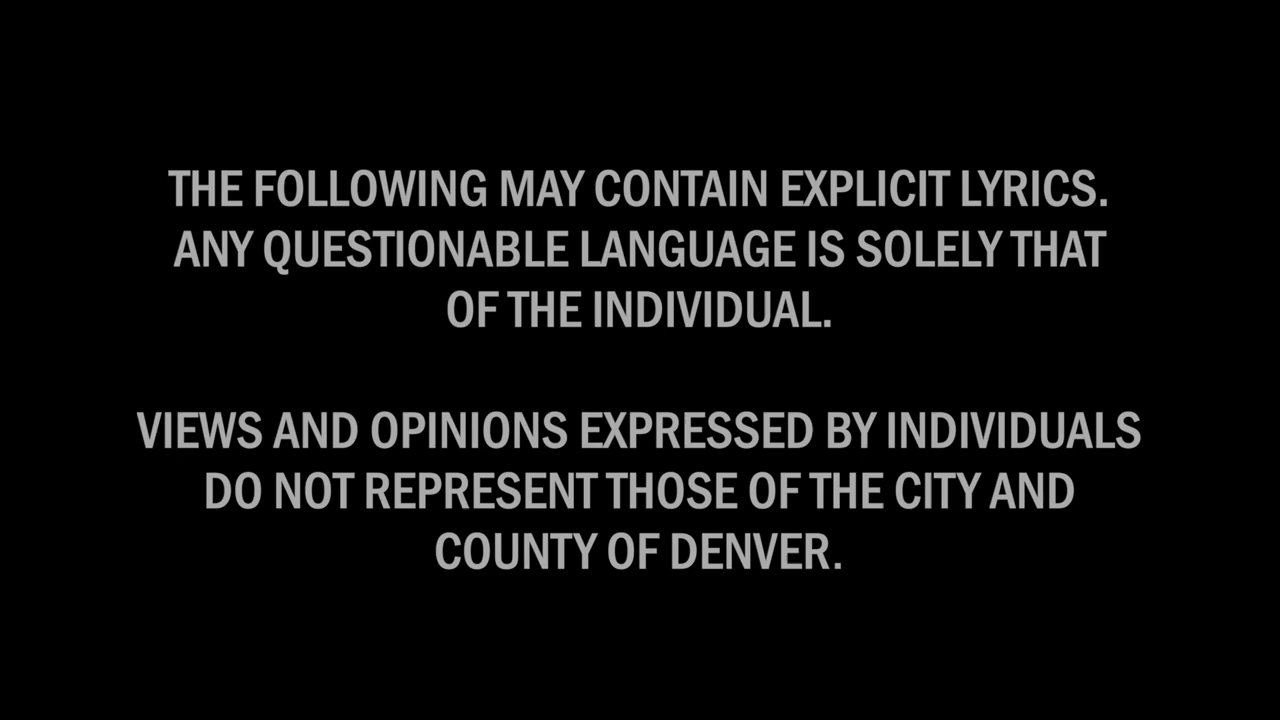 THE FOLLOWING MAY CONTAIN EXPLICIT LYRICS.
ANY QUESTIONABLE LANGUAGE IS SOLELY THAT
OF THE INDIVIDUAL.
VIEWS AND OPINIONS EXPRESSED BY INDIVIDUALS
DO NOT REPRESENT THOSE OF THE CITY AND
COUNTY OF DENVER.